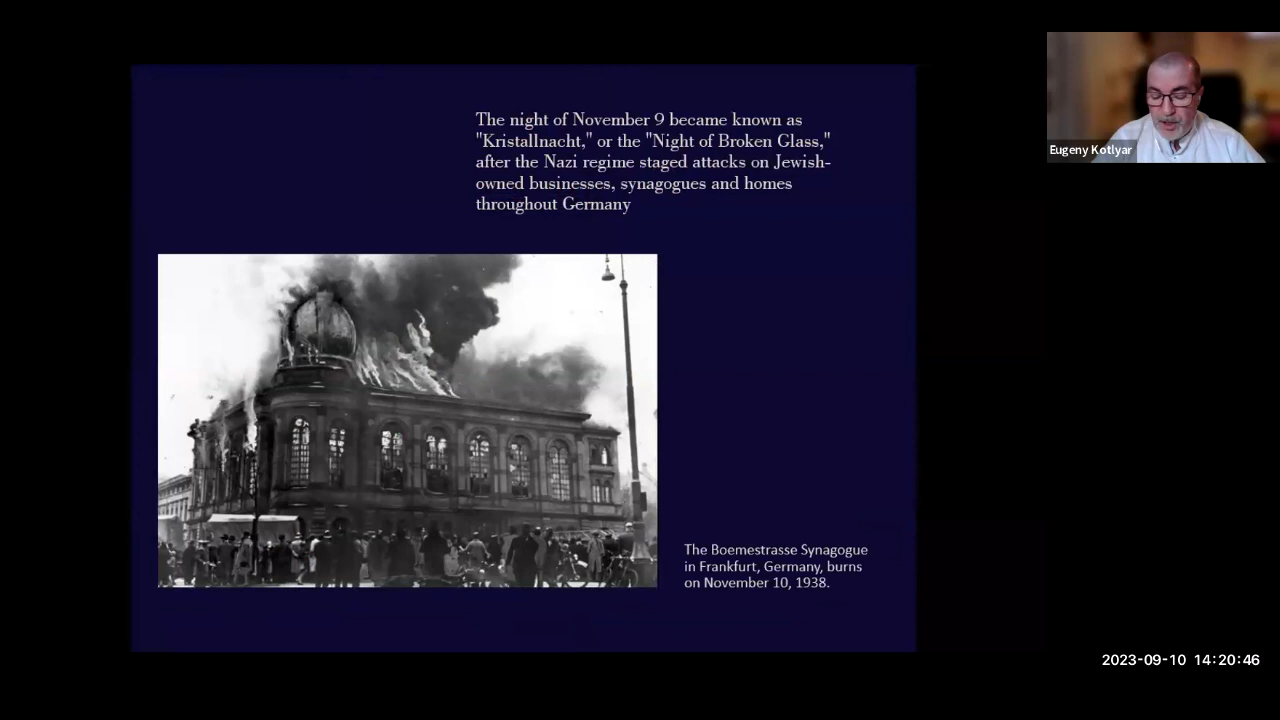 The night of November 9 became known as
"Kristallnacht," or the "Night of Broken Glass,"
after the Nazi regime staged attacks on Jewish-
owned businesses, synagogues and homes
throughout Germany
Eugeny Kotlyar
The Boemestrasse Synagogue
in Frankfurt, Germany, burns
on November 10, 1938.
2023-09-10 14:20:46